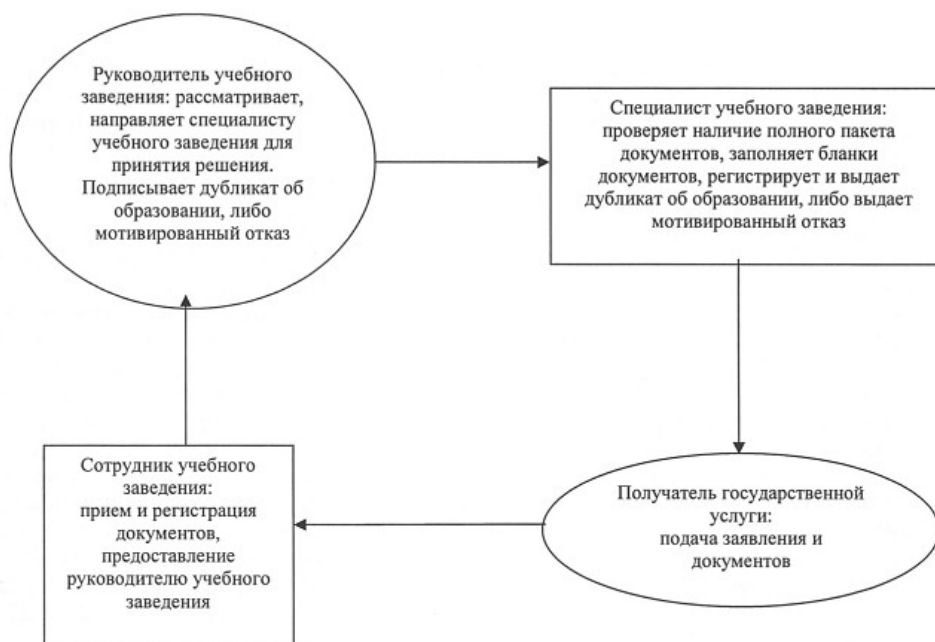 Руководитель учебного
заведения: рассматривает,
направляет специалисту
учебного заведения для
принятия решения.
Подписывает дубликат об
образовании, либо
мотивированный отказ
Специалист учебного заведения:
проверяет наличие полного пакета
документов, заполняет бланки
документов, регистрирует и выдает
дубликат об образовании, либо выдает
мотивированный отказ
Сотрудник учебного
заведения:
прием и регистрация
документов,
предоставление
руководителю учебного
заведения
Получатель государственной
услуги:
подача заявления и
документов